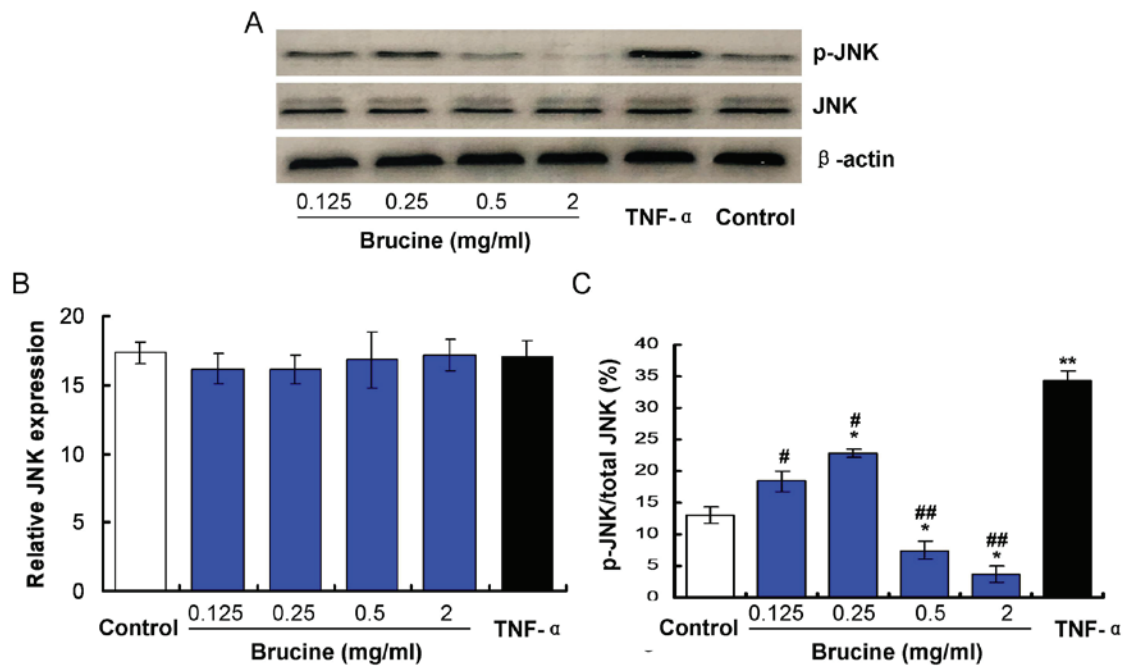 A
p-JNK
JNK
β-actin
0.125 0.25 0.5 2 TNF-α Control
Brucine (mg/ml)
B
Relative JNK expression
20
15
10
5
0
Control 0.125 0.25 0.5 2 TNF-α
Brucine (mg/ml)
C
p-JNK/total JNK (%)
40
35
30
25
20
15
10
5
0
#
#
*
##
*
##
*
**
Control 0.125 0.25 0.5 2 TNF-α
Brucine (mg/ml)